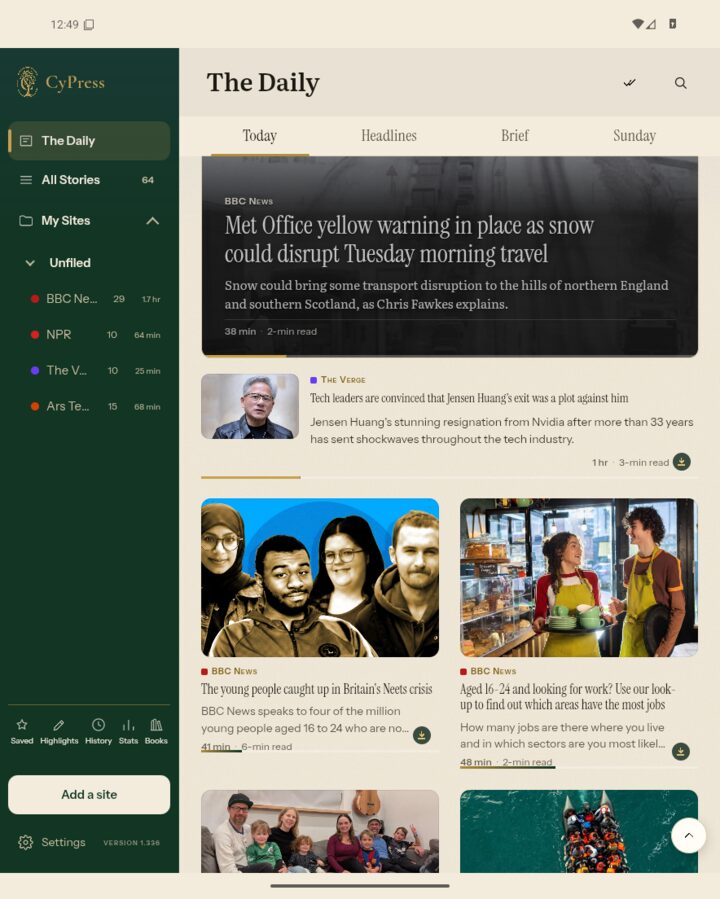 12:49
CyPress
The Daily
All Stories 64
My Sites
Unfiled
BBC Ne... 29 17 hr
NPR 10 64 min
The V... 10 25 min
Ars Te... 15 68 min
Saved Highlights History Stats Books
Add a site
Settings VERSION 1.336
The Daily
Today Headlines Brief Sunday
BBC News
Met Office yellow warning in place as snow
could disrupt Tuesday morning travel
Snow could bring some transport disruption to the hills of northern England
and southern Scotland, as Chris Fawkes explains.
38 min · 2-min read
The Verge
Tech leaders are convinced that Jensen Huang's exit was a plot against him
Jensen Huang's stunning resignation from Nvidia after more than 33 years
has sent shockwaves throughout the tech industry.
1 hr · 3-min read
BBC News
The young people caught up in Britain's Neets crisis
BBC News speaks to four of the million
young people aged 16 to 24 who are no...
41 min · 6-min read
BBC News
Aged 16-24 and looking for work? Use our look-
up to find out which areas have the most jobs
How many jobs are there where you live
and in which sectors are you most likel...
48 min · 2-min read